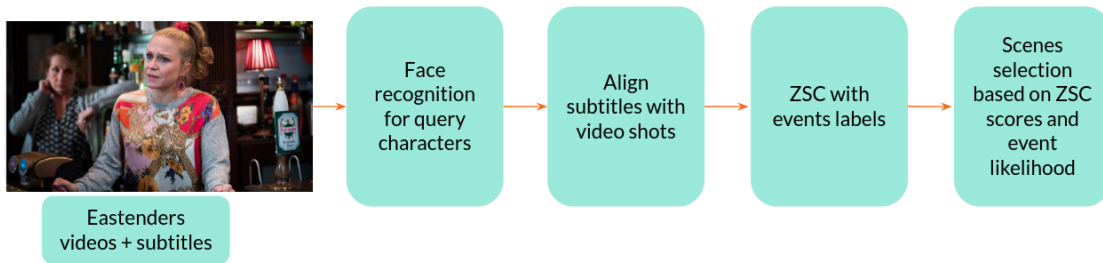 Eastenders
videos + subtitles
Face
recognition
for query
characters
Align
subtitles with
video shots
ZSC with
events labels
Scenes
selection
based on ZSC
scores and
event
likelihood